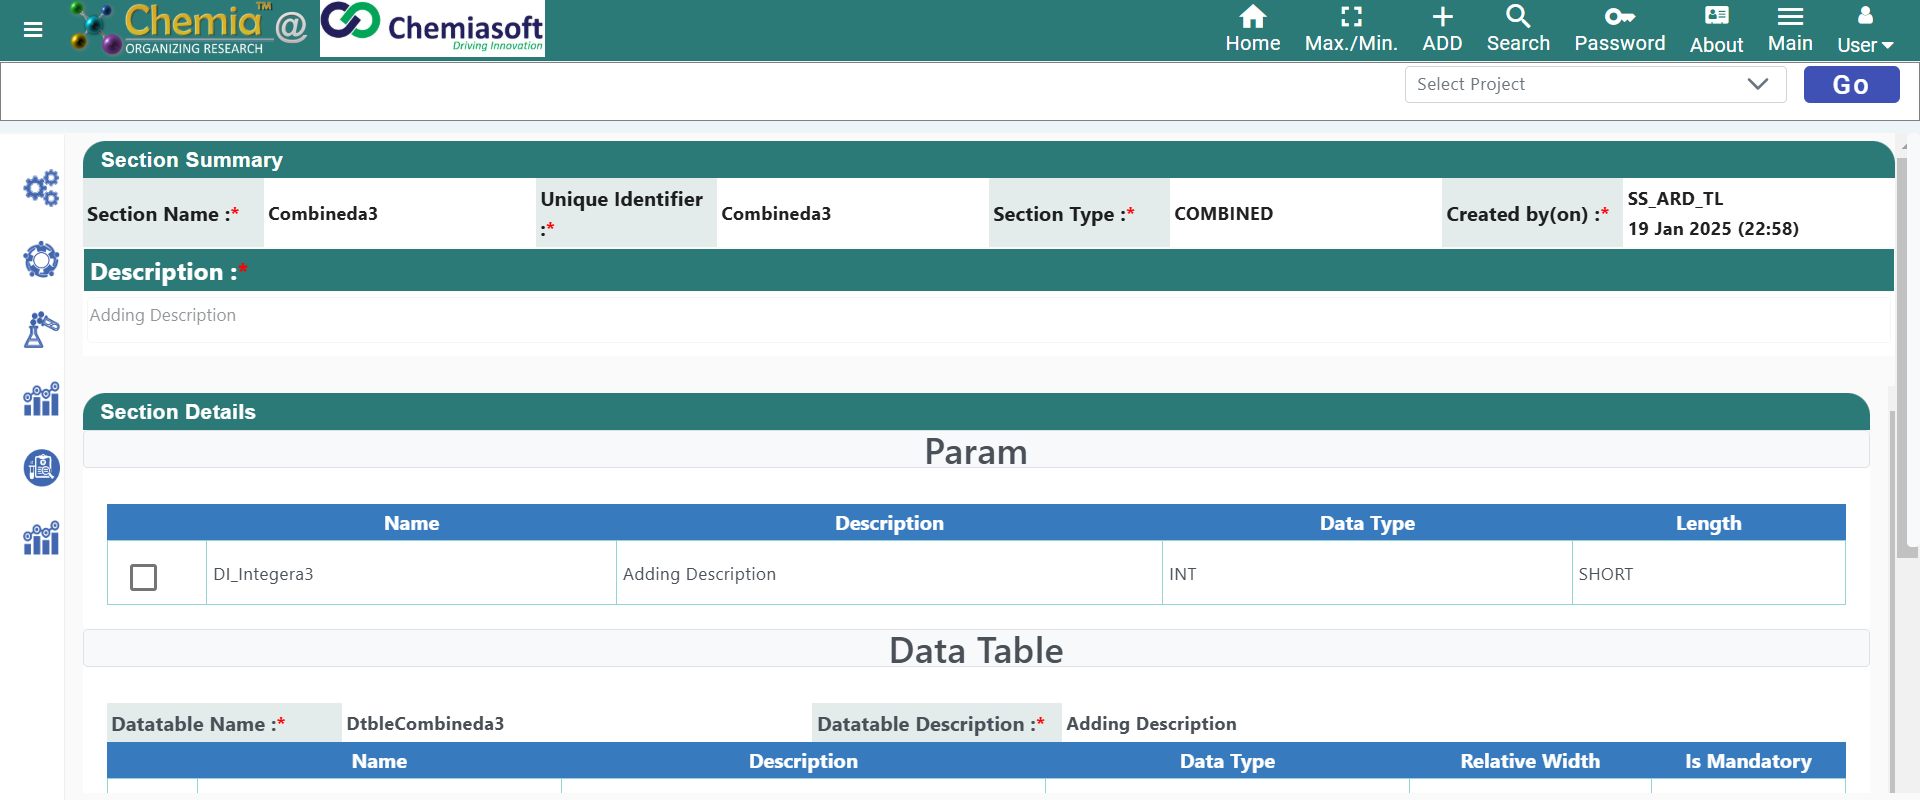 Chemia™ @
ORGANIZING RESEARCH
Chemiasoft
Driving Innovation
Home Max./Min. ADD Search Password About Main User
Select Project Go
Section Summary
Section Name :* Combineda3 Unique Identifier :* Combineda3 Section Type :* COMBINED Created by(on) :* SS_ARD_TL
19 Jan 2025 (22:58)
Description :*
Adding Description
Section Details
Param
Name Description Data Type Length
DI_Integera3 Adding Description INT SHORT
Data Table
Datatable Name :* DtbleCombineda3 Datatable Description :* Adding Description
Name Description Data Type Relative Width Is Mandatory